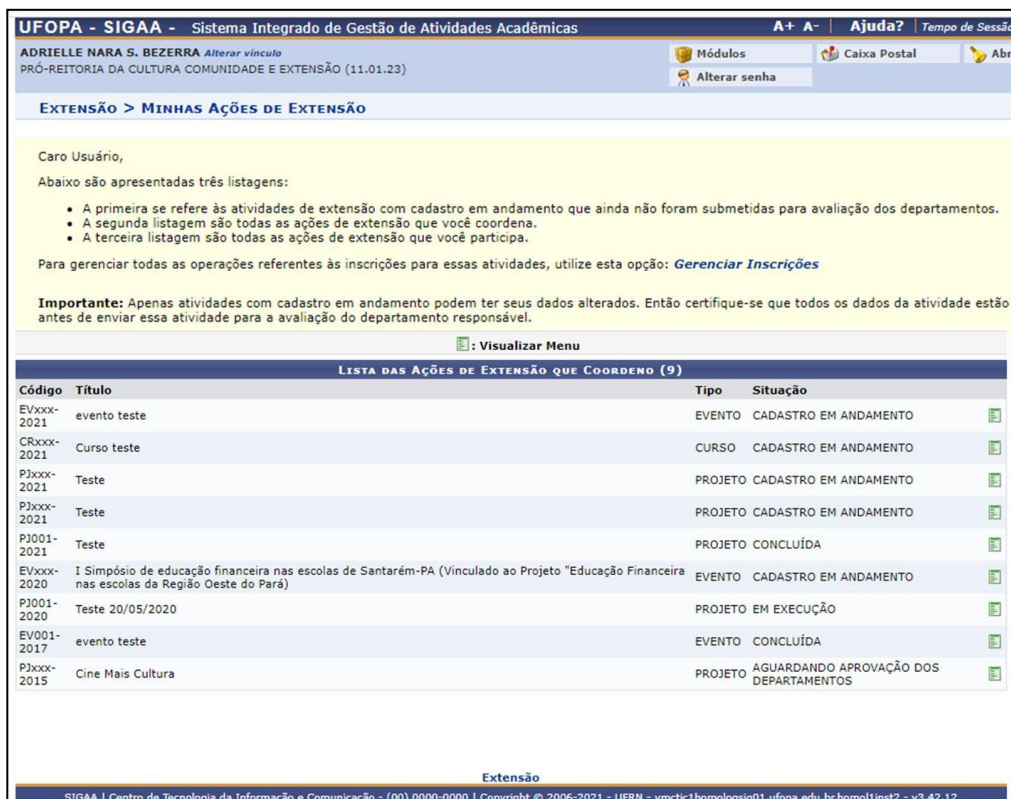 UFOPA - SIGAA - Sistema Integrado de Gestão de Atividades Acadêmicas A+ A- | Ajuda? | Tempo de Sessão
ADRIELLE NARA S. BEZERRA Alterar vínculo Módulos Caixa Postal Abr
PRÓ-REITORIA DA CULTURA COMUNIDADE E EXTENSÃO (11.01.23) Alterar senha
EXTENSÃO > MINHAS AÇÕES DE EXTENSÃO
Caro Usuário,
Abaixo são apresentadas três listagens:
• A primeira se refere às atividades de extensão com cadastro em andamento que ainda não foram submetidas para avaliação dos departamentos.
• A segunda listagem são todas as ações de extensão que você coordena.
• A terceira listagem são todas as ações de extensão que você participa.
Para gerenciar todas as operações referentes às inscrições para essas atividades, utilize esta opção: Gerenciar Inscrições
Importante: Apenas atividades com cadastro em andamento podem ter seus dados alterados. Então certifique-se que todos os dados da atividade estão
antes de enviar essa atividade para a avaliação do departamento responsável.
: Visualizar Menu
LISTA DAS AÇÕES DE EXTENSÃO QUE COORDENO (9)
Código Título Tipo Situação
EVxxx-2021 evento teste EVENTO CADASTRO EM ANDAMENTO
CRxxx-2021 Curso teste CURSO CADASTRO EM ANDAMENTO
PJxxx-2021 Teste PROJETO CADASTRO EM ANDAMENTO
PJxxx-2021 Teste PROJETO CADASTRO EM ANDAMENTO
PJ001-2021 Teste PROJETO CONCLUÍDA
EVxxx-2020 I Simpósio de educação financeira nas escolas de Santarém-PA (Vinculado ao Projeto "Educação Financeira nas escolas da Região Oeste do Pará) EVENTO CADASTRO EM ANDAMENTO
PJ001-2020 Teste 20/05/2020 PROJETO EM EXECUÇÃO
EV001-2017 evento teste EVENTO CONCLUÍDA
PJxxx-2015 Cine Mais Cultura PROJETO AGUARDANDO APROVAÇÃO DOS DEPARTAMENTOS
Extensão
SIGAA | Centro de Tecnologia da Informação e Comunicação - (00) 0000-0000 | Copyright © 2006-2021 - UFRN - vmctic1homologsig01.ufopa.edu.br.homol1inst2 - v3.42.12